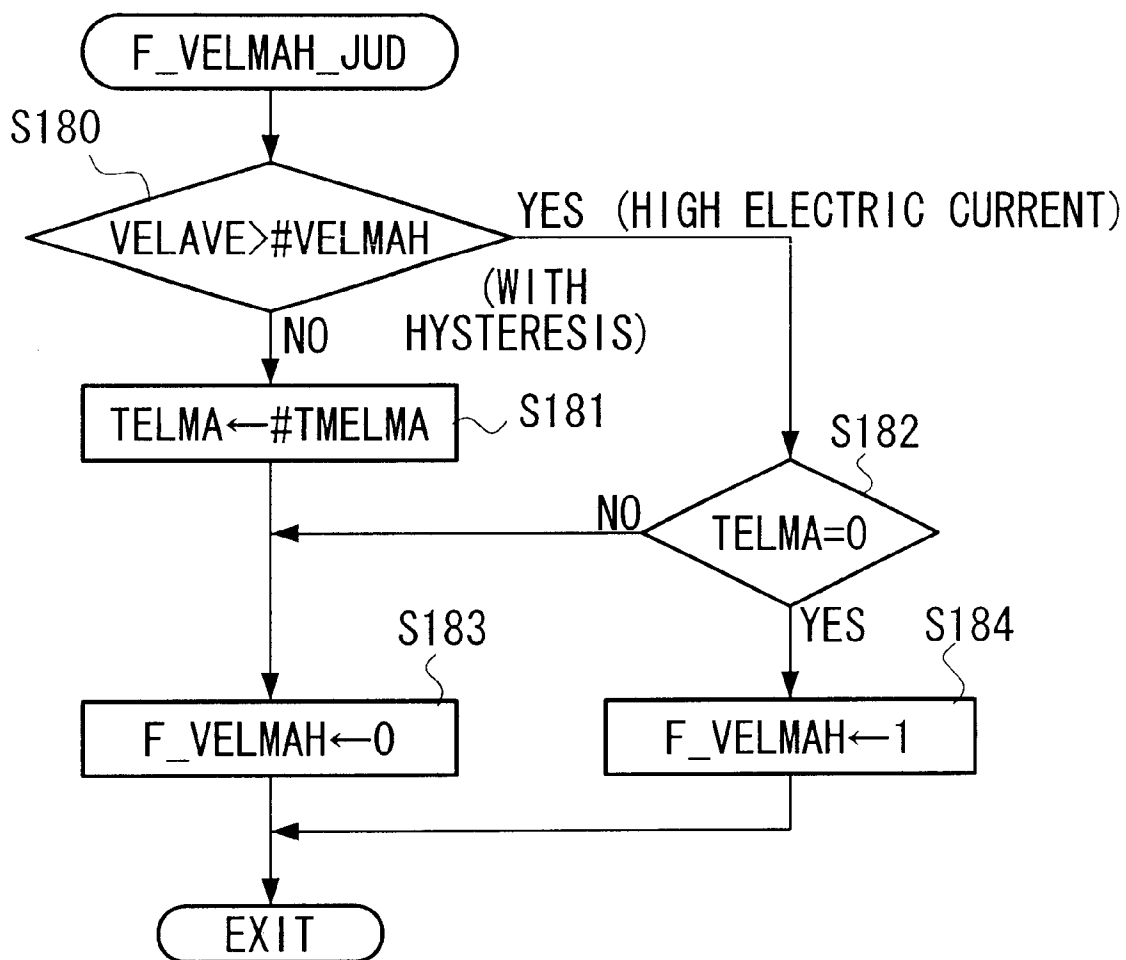 F_VELMAH_JUD
S180
VELAVE>#VELMAH
YES (HIGH ELECTRIC CURRENT)
(WITH
HYSTERESIS)
NO
TELMA←#TMELMA
S181
S182
NO
TELMA=0
YES
S183
S184
F_VELMAH←0
F_VELMAH←1
EXIT